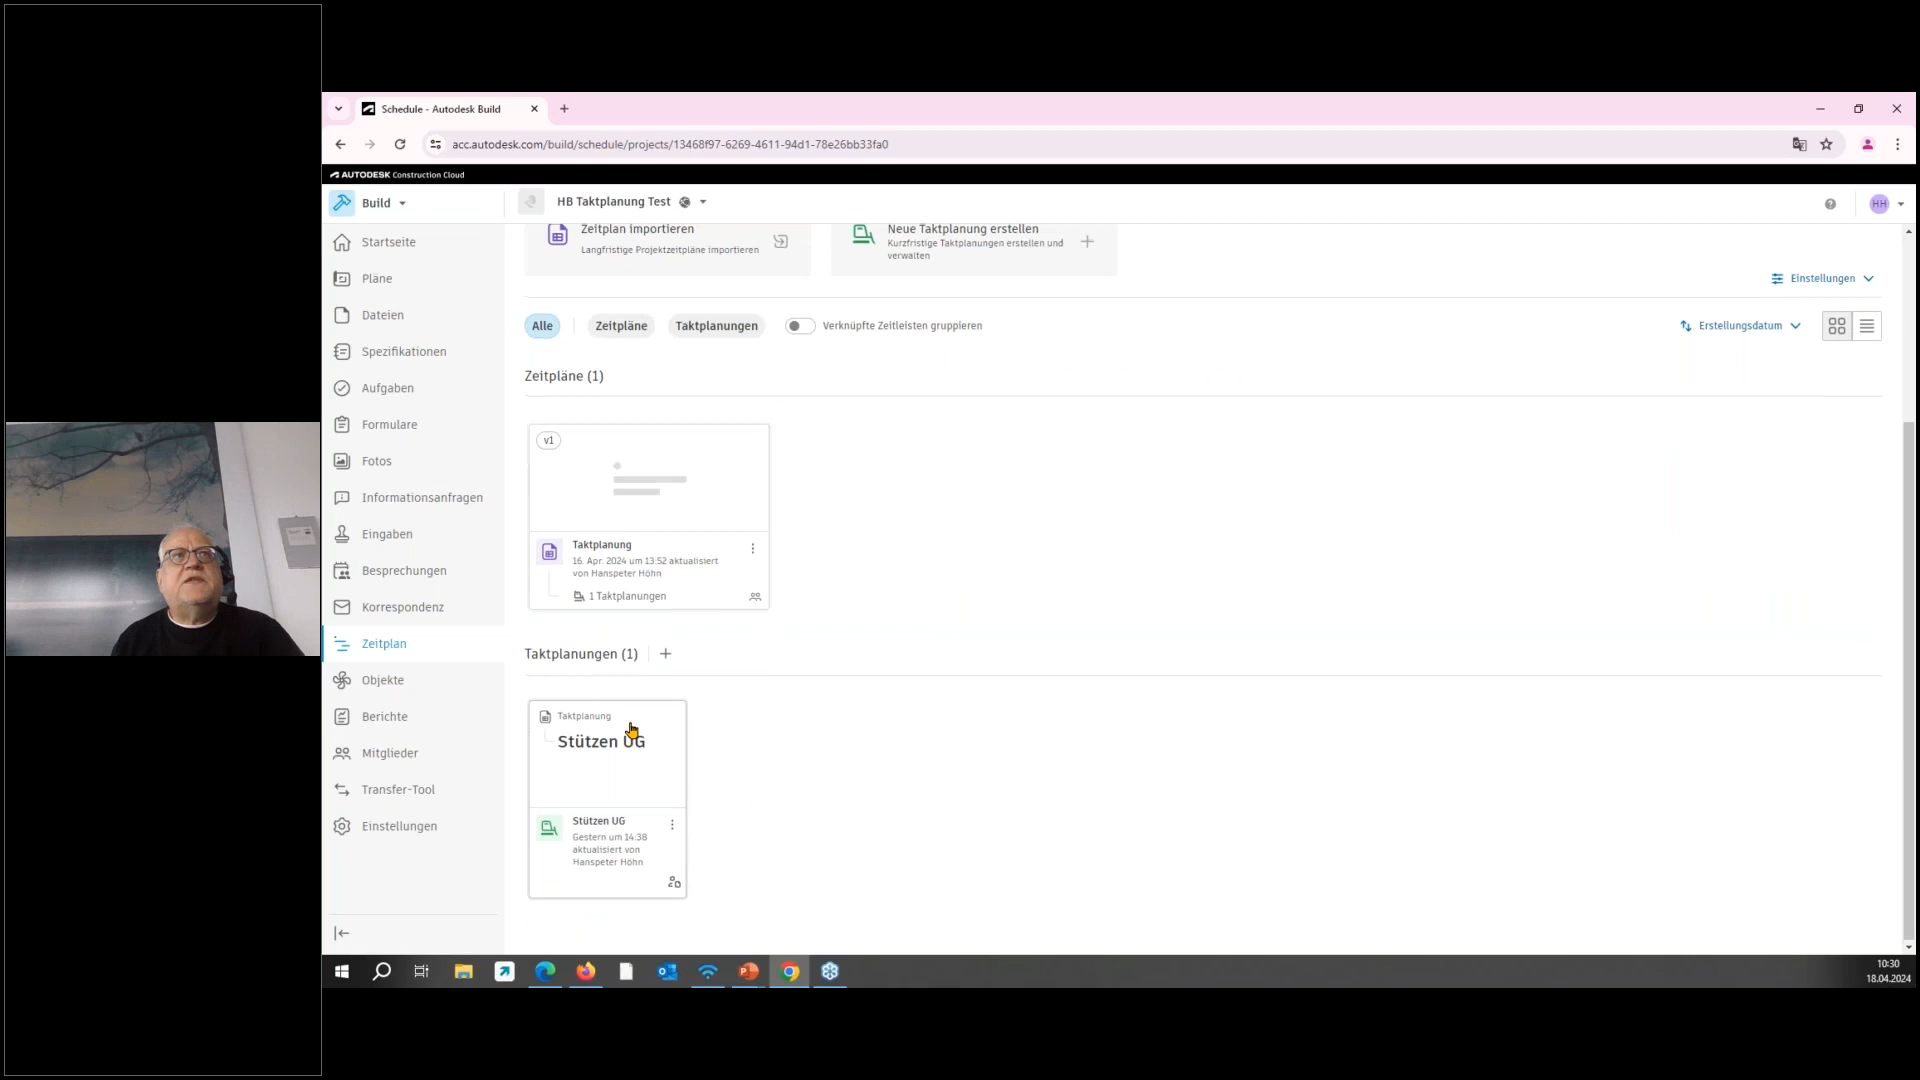 Schedule - Autodesk Build
acc.autodesk.com/build/schedule/projects/13468f97-6269-4611-94d1-78e26bb33fa0
AUTODESK Construction Cloud
Build
HB Taktplanung Test
HH
Startseite
Pläne
Dateien
Spezifikationen
Aufgaben
Formulare
Fotos
Informationsanfragen
Eingaben
Besprechungen
Korrespondenz
Zeitplan
Objekte
Berichte
Mitglieder
Transfer-Tool
Einstellungen
Zeitplan importieren
Langfristige Projektzeitpläne importieren
Neue Taktplanung erstellen
Kurzfristige Taktplanungen erstellen und
verwalten
Einstellungen
Alle
Zeitpläne
Taktplanungen
Verknüpfte Zeitleisten gruppieren
Erstellungsdatum
Zeitpläne (1)
v1
Taktplanung
16. Apr. 2024 um 13:52 aktualisiert
von Hanspeter Höhn
1 Taktplanungen
Taktplanungen (1)
Taktplanung
Stützen UG
Stützen UG
Gestern um 14:38
aktualisiert von
Hanspeter Höhn
10:30
18.04.2024